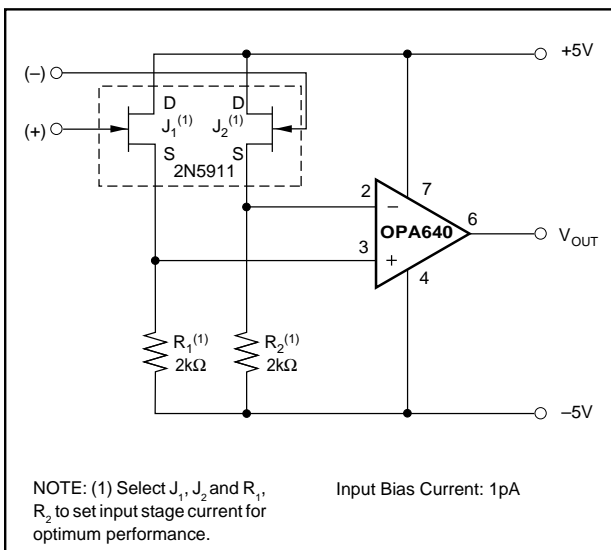 +5V
(–)
(+)
D
D
J₁⁽¹⁾
J₂⁽¹⁾
S
S
2N5911
2
–
7
OPA640
6
V_OUT
3
+
4
R₁⁽¹⁾
2kΩ
R₂⁽¹⁾
2kΩ
–5V
NOTE: (1) Select J₁, J₂ and R₁,
R₂ to set input stage current for
optimum performance.
Input Bias Current: 1pA